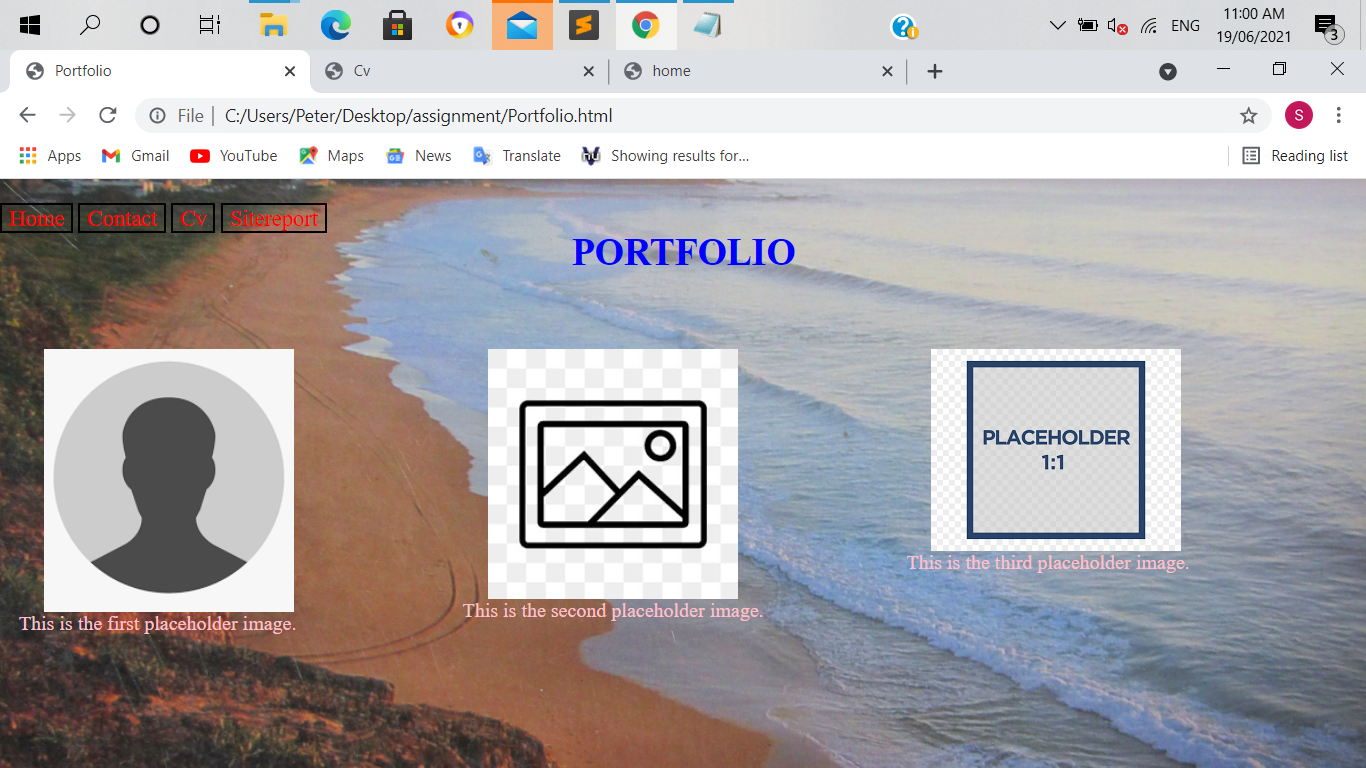 ENG
11:00 AM
19/06/2021
3
Portfolio
Cv
home
File | C:/Users/Peter/Desktop/assignment/Portfolio.html
S
Apps Gmail YouTube Maps News Translate Showing results for... Reading list
Home Contact Cv Sitereport
PORTFOLIO
PLACEHOLDER
1:1
This is the first placeholder image.
This is the second placeholder image.
This is the third placeholder image.